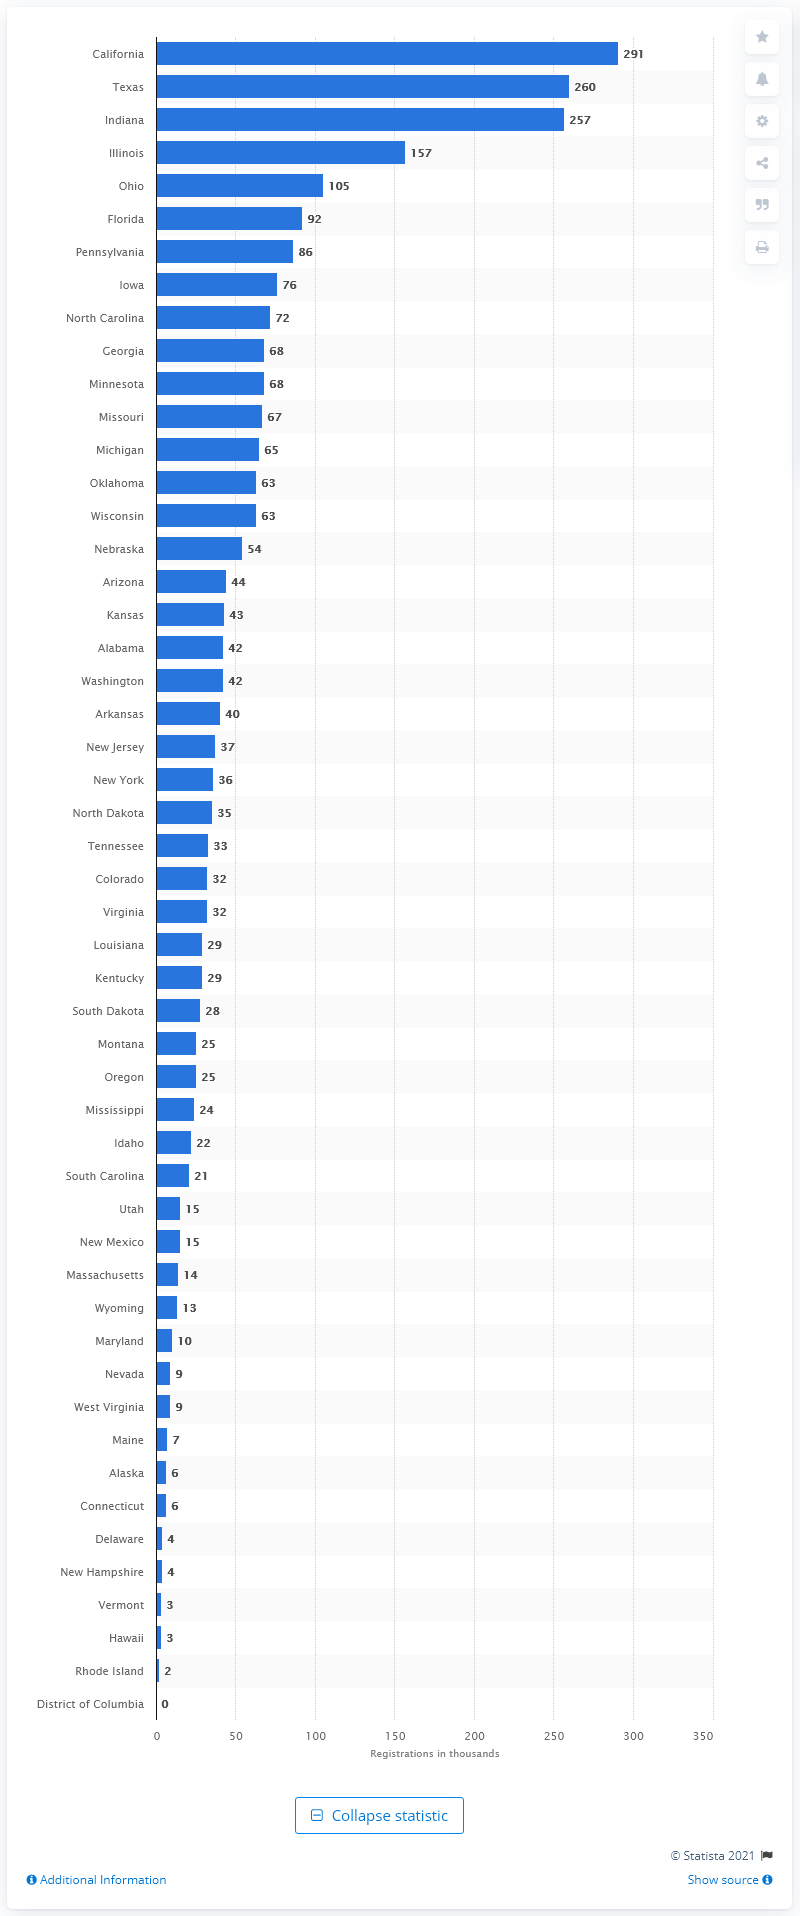 California 291
Texas 260
Indiana 257
Illinois 157
Ohio 105
Florida 92
Pennsylvania 86
Iowa 76
North Carolina 72
Georgia 68
Minnesota 68
Missouri 67
Michigan 65
Oklahoma 63
Wisconsin 63
Nebraska 54
Arizona 44
Kansas 43
Alabama 42
Washington 42
Arkansas 40
New Jersey 37
New York 36
North Dakota 35
Tennessee 33
Colorado 32
Virginia 32
Louisiana 29
Kentucky 29
South Dakota 28
Montana 25
Oregon 25
Mississippi 24
Idaho 22
South Carolina 21
Utah 15
New Mexico 15
Massachusetts 14
Wyoming 13
Maryland 10
Nevada 9
West Virginia 9
Maine 7
Alaska 6
Connecticut 6
Delaware 4
New Hampshire 4
Vermont 3
Hawaii 3
Rhode Island 2
District of Columbia 0
0 50 100 150 200 250 300 350
Registrations in thousands
Collapse statistic
© Statista 2021
Additional Information Show source